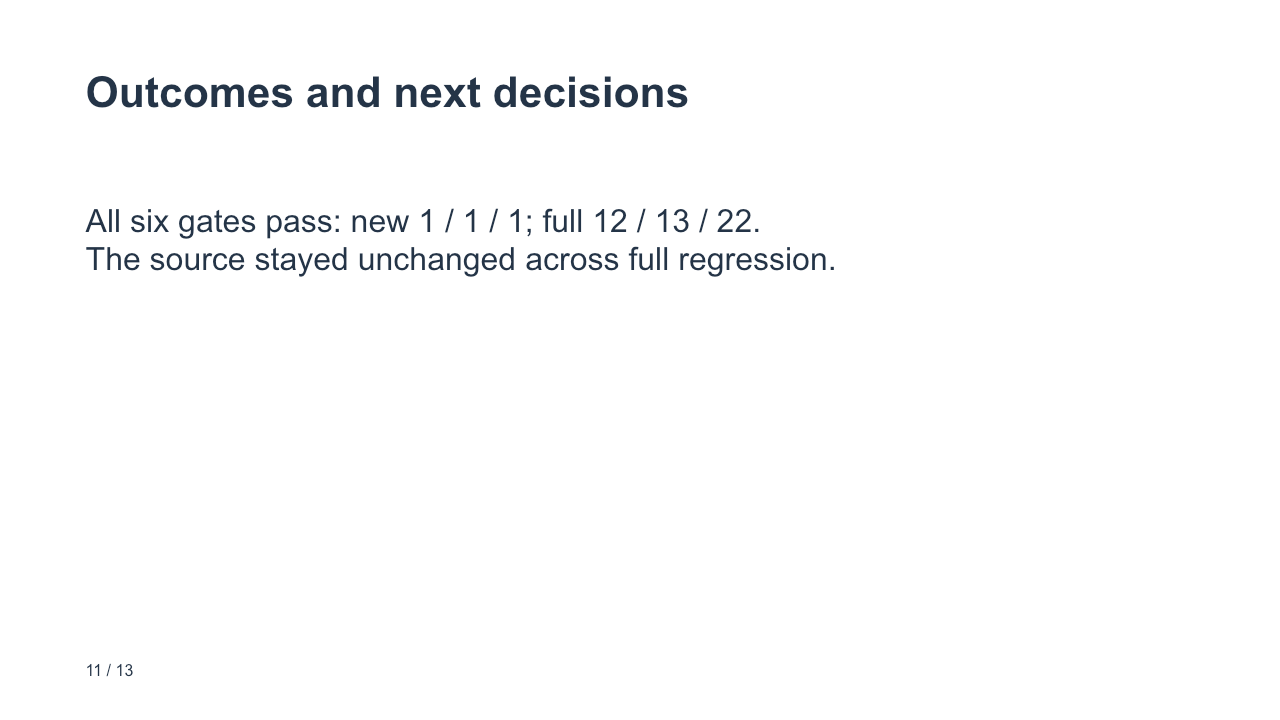 Outcomes and next decisions
All six gates pass: new 1 / 1 / 1; full 12 / 13 / 22.
The source stayed unchanged across full regression.
11 / 13